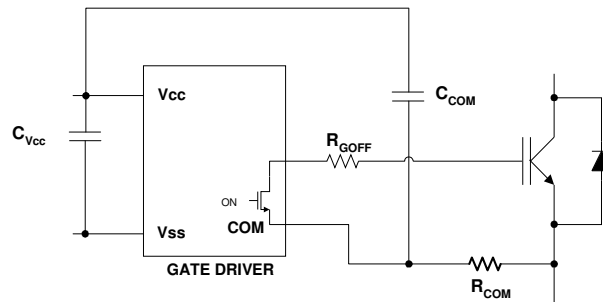 Vcc
C_COM
C_Vcc
R_GOFF
ON
COM
Vss
GATE DRIVER
R_COM